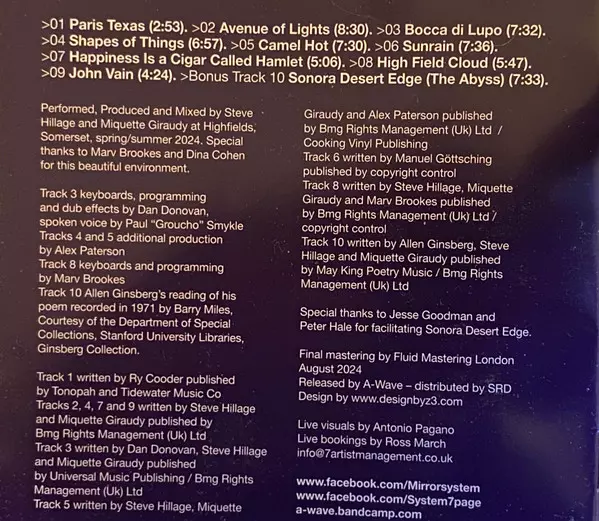 >01 Paris Texas (2:53). >02 Avenue of Lights (8:30). >03 Bocca di Lupo (7:32).
>04 Shapes of Things (6:57). >05 Camel Hot (7:30). >06 Sunrain (7:36).
>07 Happiness Is a Cigar Called Hamlet (5:06). >08 High Field Cloud (5:47).
>09 John Vain (4:24). >Bonus Track 10 Sonora Desert Edge (The Abyss) (7:33).
Performed, Produced and Mixed by Steve
Hillage and Miquette Giraudy at Highfields,
Somerset, spring/summer 2024. Special
thanks to Marv Brookes and Dina Cohen
for this beautiful environment.
Track 3 keyboards, programming
and dub effects by Dan Donovan,
spoken voice by Paul “Groucho” Smykle
Tracks 4 and 5 additional production
by Alex Paterson
Track 8 keyboards and programming
by Marv Brookes
Track 10 Allen Ginsberg's reading of his
poem recorded in 1971 by Barry Miles,
Courtesy of the Department of Special
Collections, Stanford University Libraries,
Ginsberg Collection.
Track 1 written by Ry Cooder published
by Tonopah and Tidewater Music Co
Tracks 2, 4, 7 and 9 written by Steve Hillage
and Miquette Giraudy published by
Bmg Rights Management (Uk) Ltd
Track 3 written by Dan Donovan, Steve Hillage
and Miquette Giraudy published
by Universal Music Publishing / Bmg Rights
Management (Uk) Ltd
Track 5 written by Steve Hillage, Miquette
Giraudy and Alex Paterson published
by Bmg Rights Management (Uk) Ltd /
Cooking Vinyl Publishing
Track 6 written by Manuel Göttsching
published by copyright control
Track 8 written by Steve Hillage, Miquette
Giraudy and Marv Brookes published
by Bmg Rights Management (Uk) Ltd /
copyright control
Track 10 written by Allen Ginsberg, Steve
Hillage and Miquette Giraudy published
by May King Poetry Music / Bmg Rights
Management (Uk) Ltd
Special thanks to Jesse Goodman and
Peter Hale for facilitating Sonora Desert Edge.
Final mastering by Fluid Mastering London
August 2024
Released by A-Wave – distributed by SRD
Design by www.designbyz3.com
Live visuals by Antonio Pagano
Live bookings by Ross March
info@7artistmanagement.co.uk
www.facebook.com/Mirrorsystem
www.facebook.com/System7page
a-wave.bandcamp.com